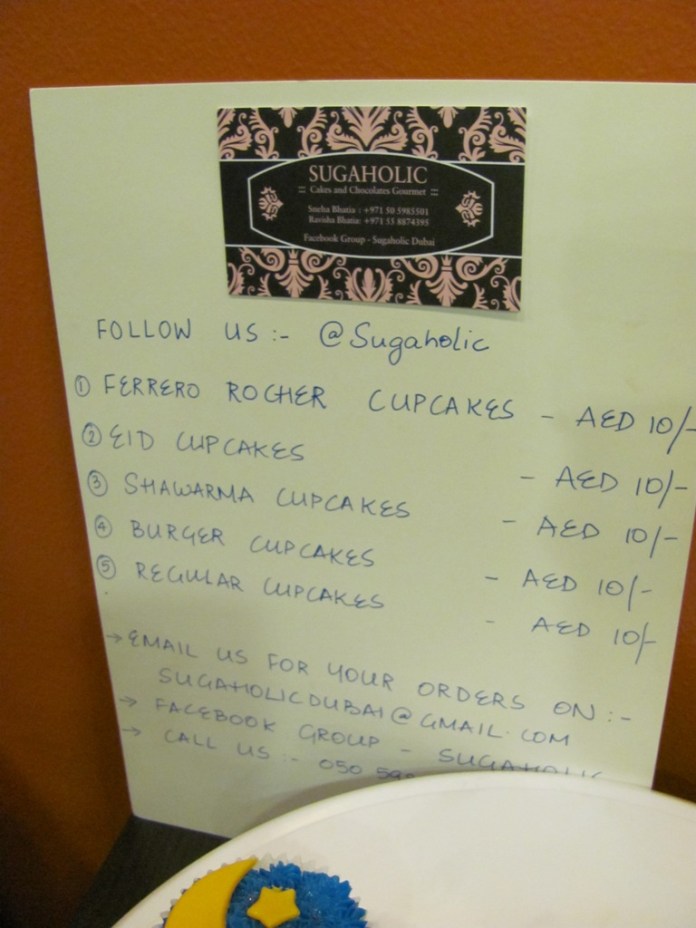 SUGAHOLIC
Cakes and Chocolates Gourmet
Sneha Bhatia : +971 50 5985501
Ravisha Bhatia: +971 55 8874395
Facebook Group - Sugaholic Dubai
FOLLOW US :- @Sugaholic
① FERRERO ROCHER CUPCAKES - AED 10/-
② EID CUPCAKES - AED 10/-
③ SHAWARMA CUPCAKES - AED 10/-
④ BURGER CUPCAKES - AED 10/-
⑤ REGULAR CUPCAKES - AED 10/-
→ EMAIL US FOR YOUR ORDERS ON :-
SUGAHOLICDUBAI@GMAIL.COM
→ FACEBOOK GROUP - SUGAHOLIC
→ CALL US :- 050 598